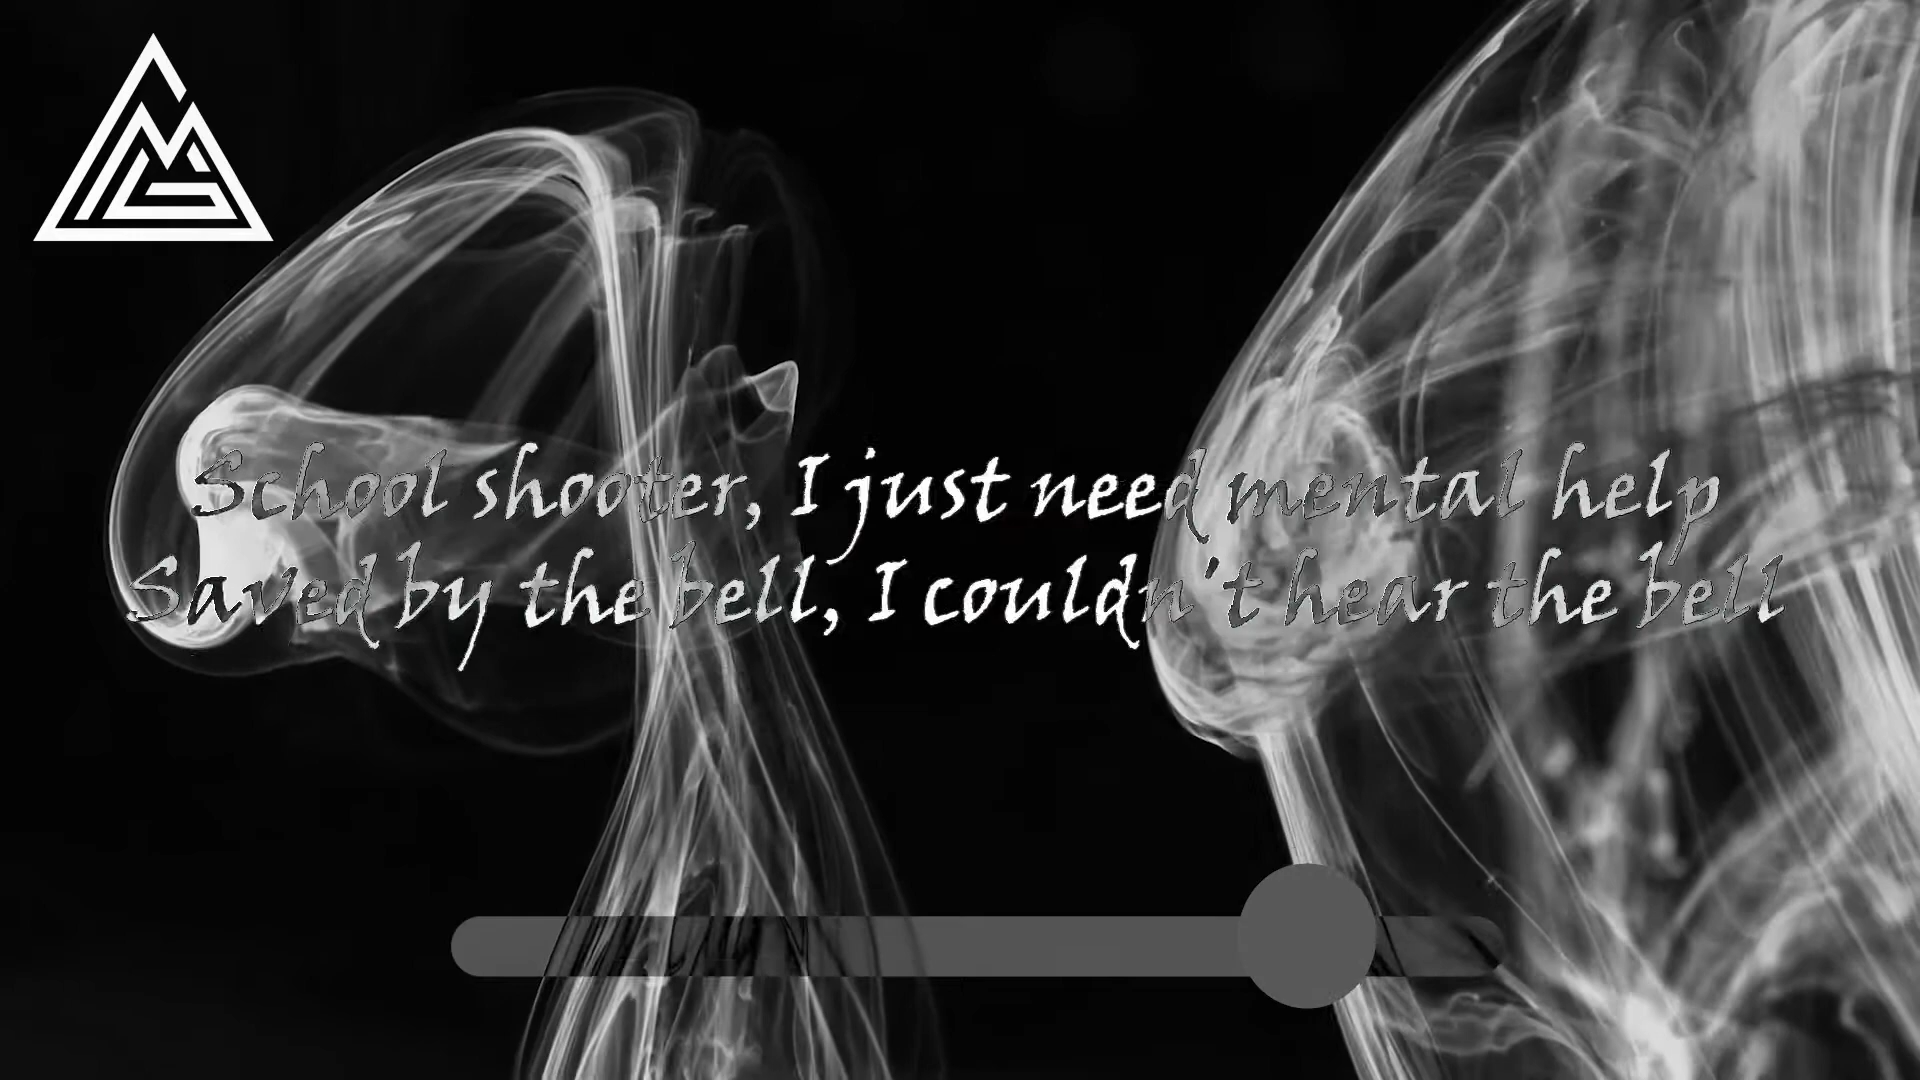 School shooter, I just need mental help
Saved by the bell, I couldn't hear the bell